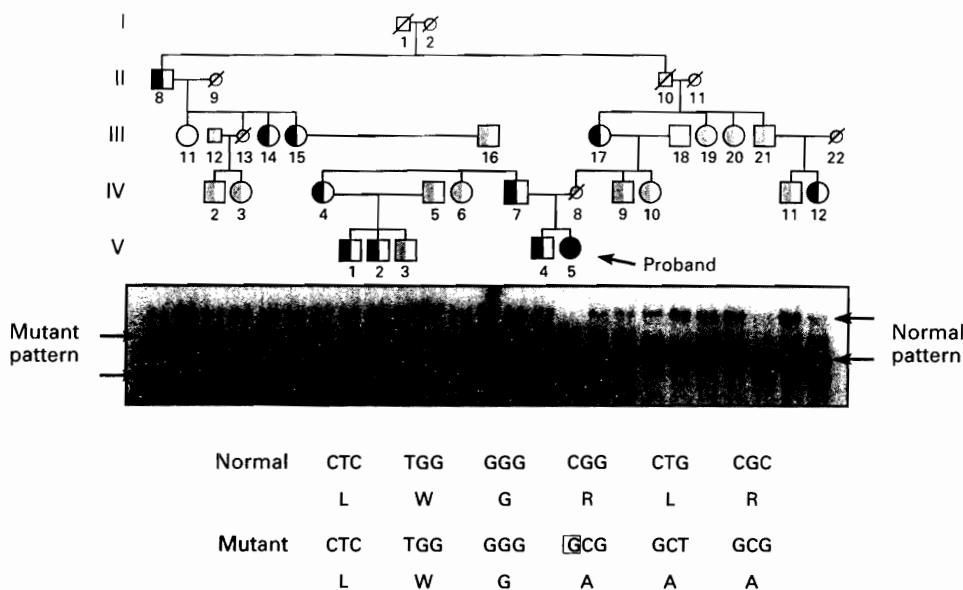 I
1 2
II
8 9 10 11
III
11 12 13 14 15 16 17 18 19 20 21 22
IV
2 3 4 5 6 7 8 9 10 11 12
V
1 2 3 4 5 Proband
Mutant pattern
Normal pattern
Normal CTC TGG GGG CGG CTG CGC
L W G R L R
Mutant CTC TGG GGG GCG GCT GCG
L W G A A A